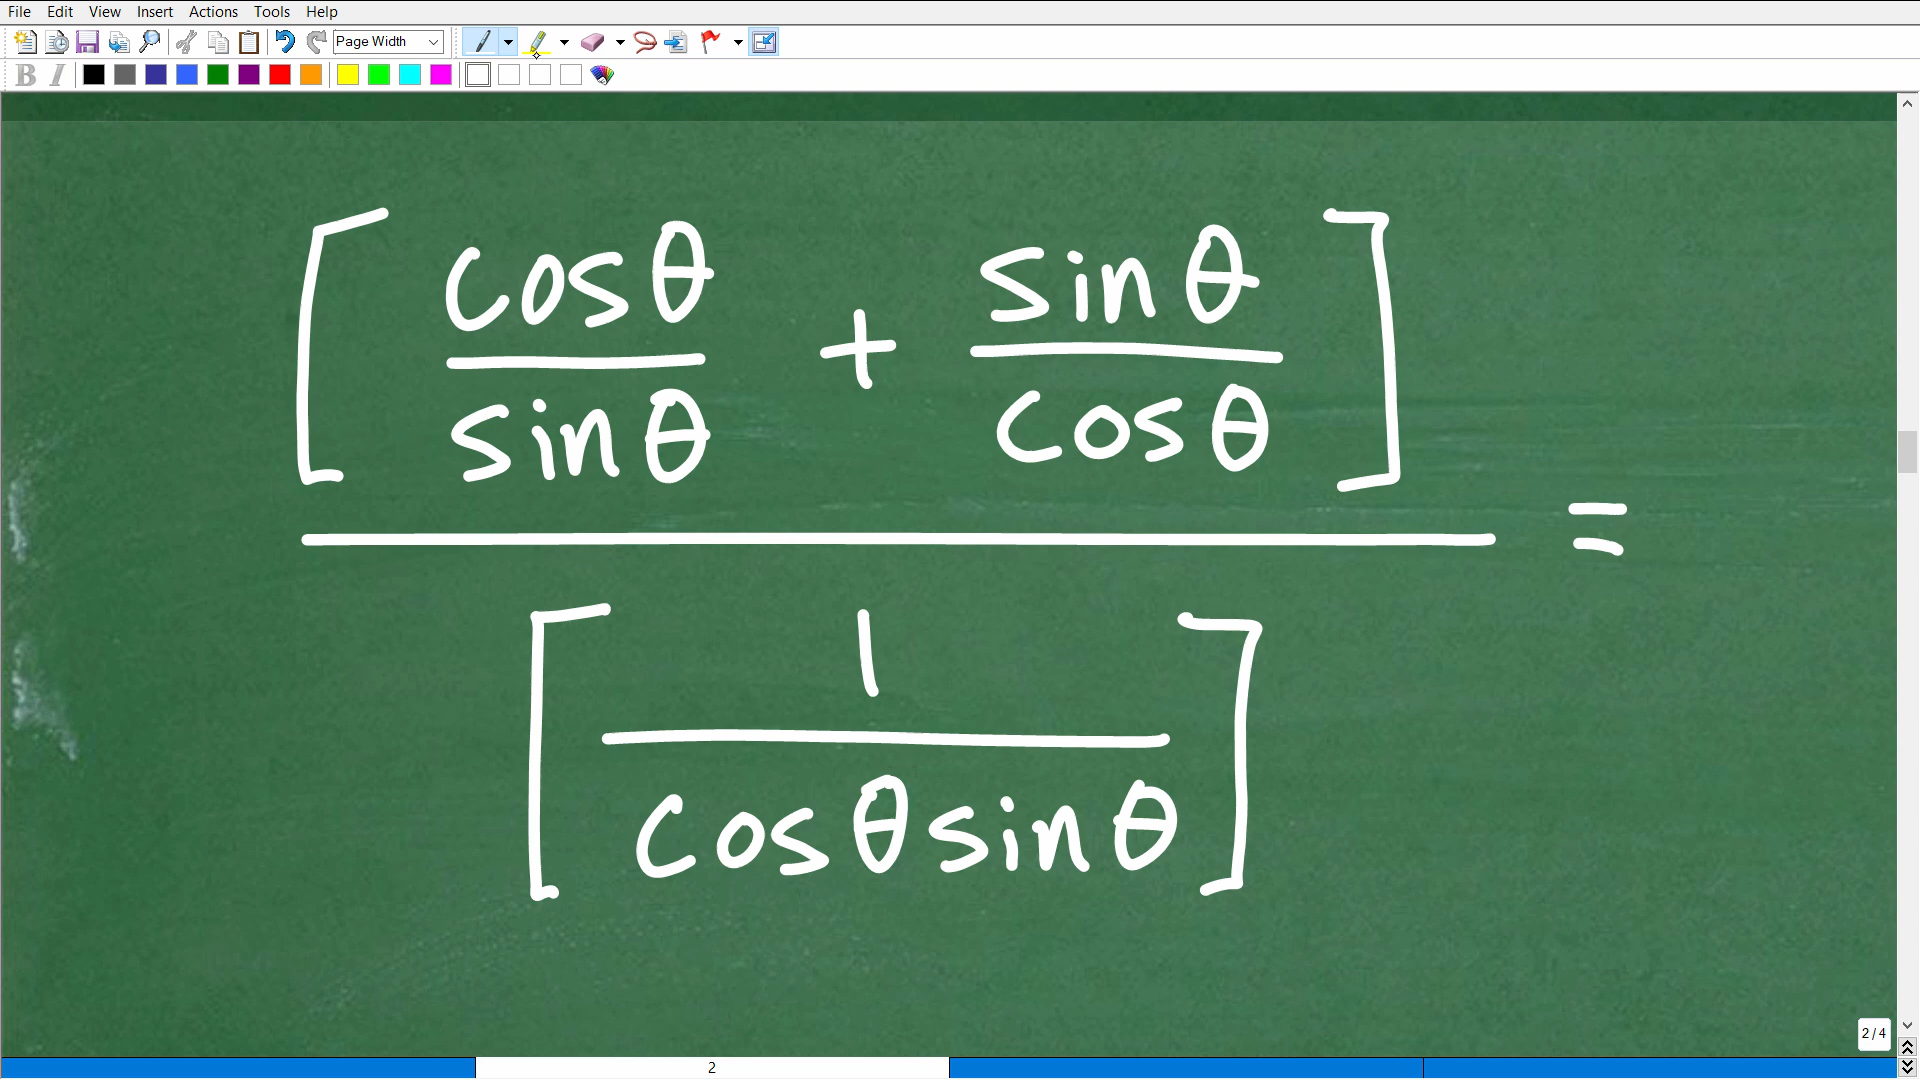 File Edit View Insert Actions Tools Help
Page Width
B I
[ cosθ/sinθ + sinθ/cosθ ]
=
[ 1/cosθsinθ ]
2 / 4
2